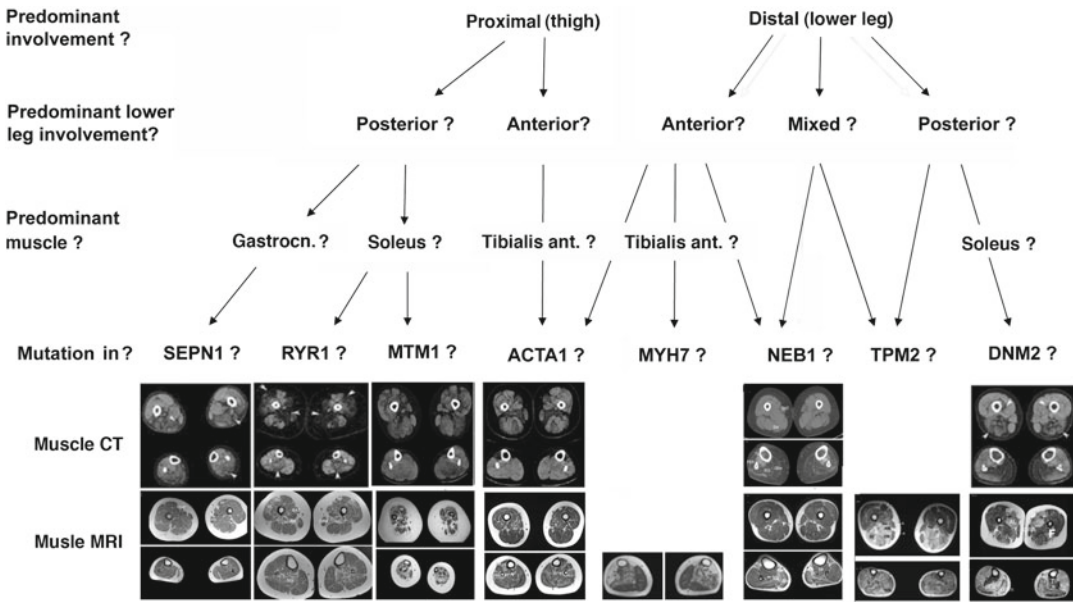 Predominant
involvement ?
Proximal (thigh)
Distal (lower leg)
Predominant lower
leg involvement?
Posterior ?
Anterior?
Anterior?
Mixed ?
Posterior ?
Predominant
muscle ?
Gastrocn. ?
Soleus ?
Tibialis ant. ?
Tibialis ant. ?
Soleus ?
Mutation in ?
SEPN1 ?
RYR1 ?
MTM1 ?
ACTA1 ?
MYH7 ?
NEB1 ?
TPM2 ?
DNM2 ?
Muscle CT
Musle MRI